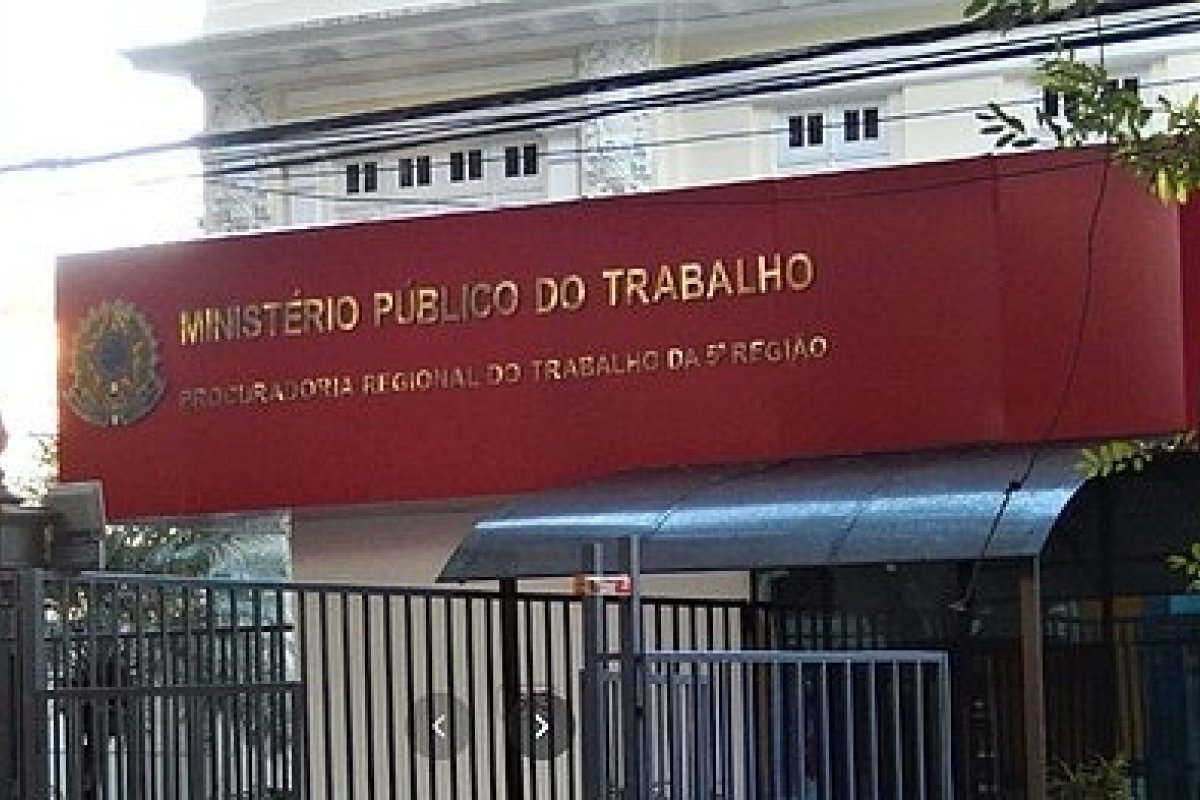 MINISTÉRIO PÚBLICO DO TRABALHO
PROCURADORIA REGIONAL DO TRABALHO DA 5ª REGIÃO